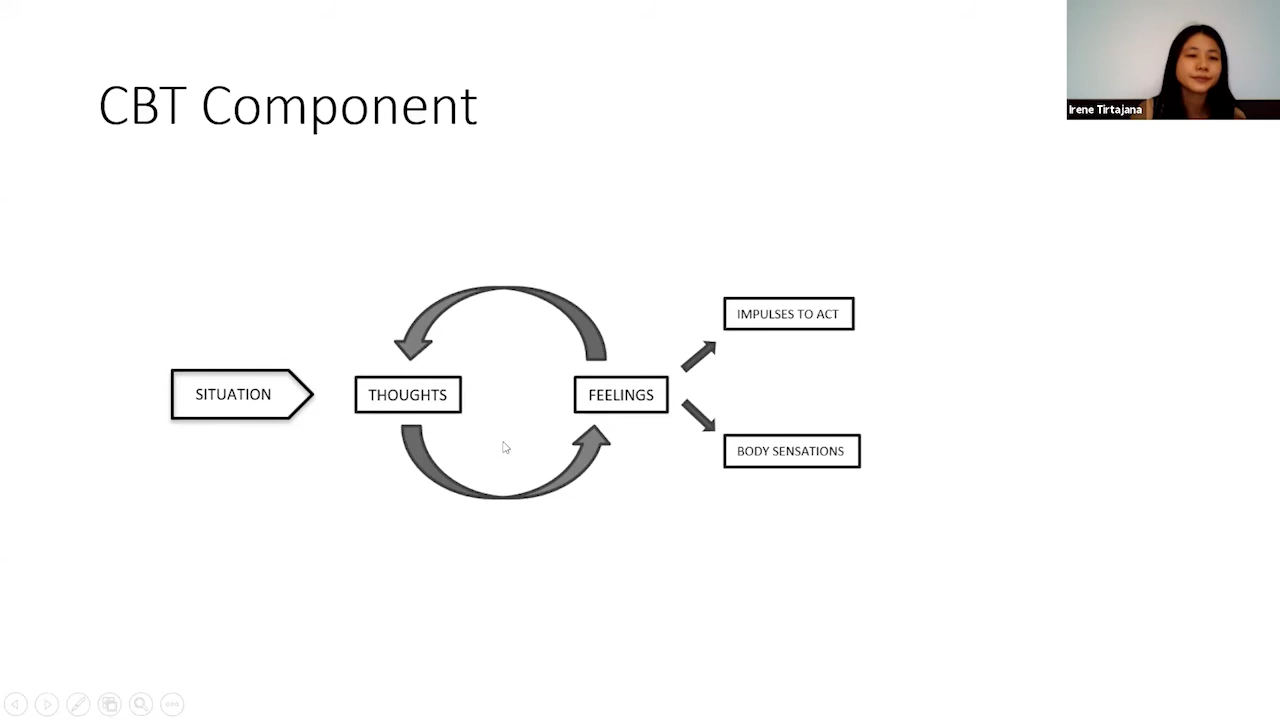 CBT Component
Irene Tirtajana
IMPULSES TO ACT
SITUATION
THOUGHTS
FEELINGS
BODY SENSATIONS